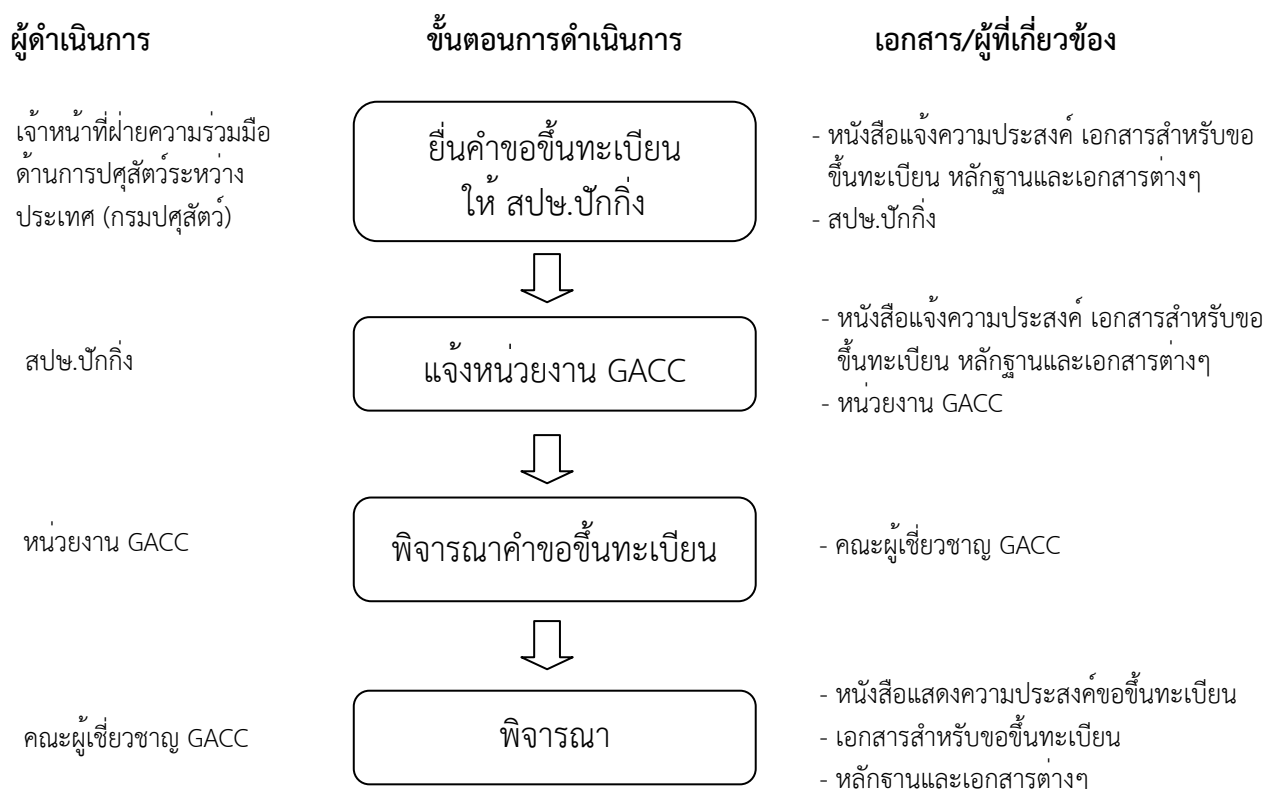 ผู้ดำเนินการ ขั้นตอนการดำเนินการ เอกสาร/ผู้ที่เกี่ยวข้อง
เจ้าหน้าที่ฝ่ายความร่วมมือ
ด้านการปศุสัตว์ระหว่าง
ประเทศ (กรมปศุสัตว์)
ยื่นคำขอขึ้นทะเบียน
ให้ สปษ.ปักกิ่ง
- หนังสือแจ้งความประสงค์ เอกสารสำหรับขอ
ขึ้นทะเบียน หลักฐานและเอกสารต่างๆ
- สปษ.ปักกิ่ง
สปษ.ปักกิ่ง
แจ้งหน่วยงาน GACC
- หนังสือแจ้งความประสงค์ เอกสารสำหรับขอ
ขึ้นทะเบียน หลักฐานและเอกสารต่างๆ
- หน่วยงาน GACC
หน่วยงาน GACC
พิจารณาคำขอขึ้นทะเบียน
- คณะผู้เชี่ยวชาญ GACC
คณะผู้เชี่ยวชาญ GACC
พิจารณา
- หนังสือแสดงความประสงค์ขอขึ้นทะเบียน
- เอกสารสำหรับขอขึ้นทะเบียน
- หลักฐานและเอกสารต่างๆ